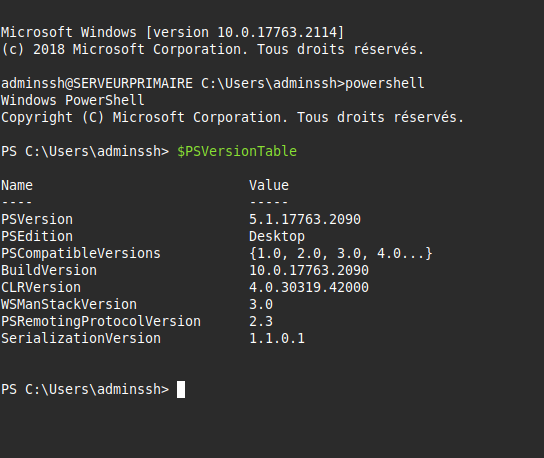 Microsoft Windows [version 10.0.17763.2114]
(c) 2018 Microsoft Corporation. Tous droits réservés.
adminssh@SERVEURPRIMAIRE C:\Users\adminssh>powershell
Windows PowerShell
Copyright (C) Microsoft Corporation. Tous droits réservés.
PS C:\Users\adminssh> $PSVersionTable
Name                           Value
----                           -----
PSVersion                      5.1.17763.2090
PSEdition                      Desktop
PSCompatibleVersions           {1.0, 2.0, 3.0, 4.0...}
BuildVersion                   10.0.17763.2090
CLRVersion                     4.0.30319.42000
WSManStackVersion              3.0
PSRemotingProtocolVersion      2.3
SerializationVersion           1.1.0.1
PS C:\Users\adminssh>